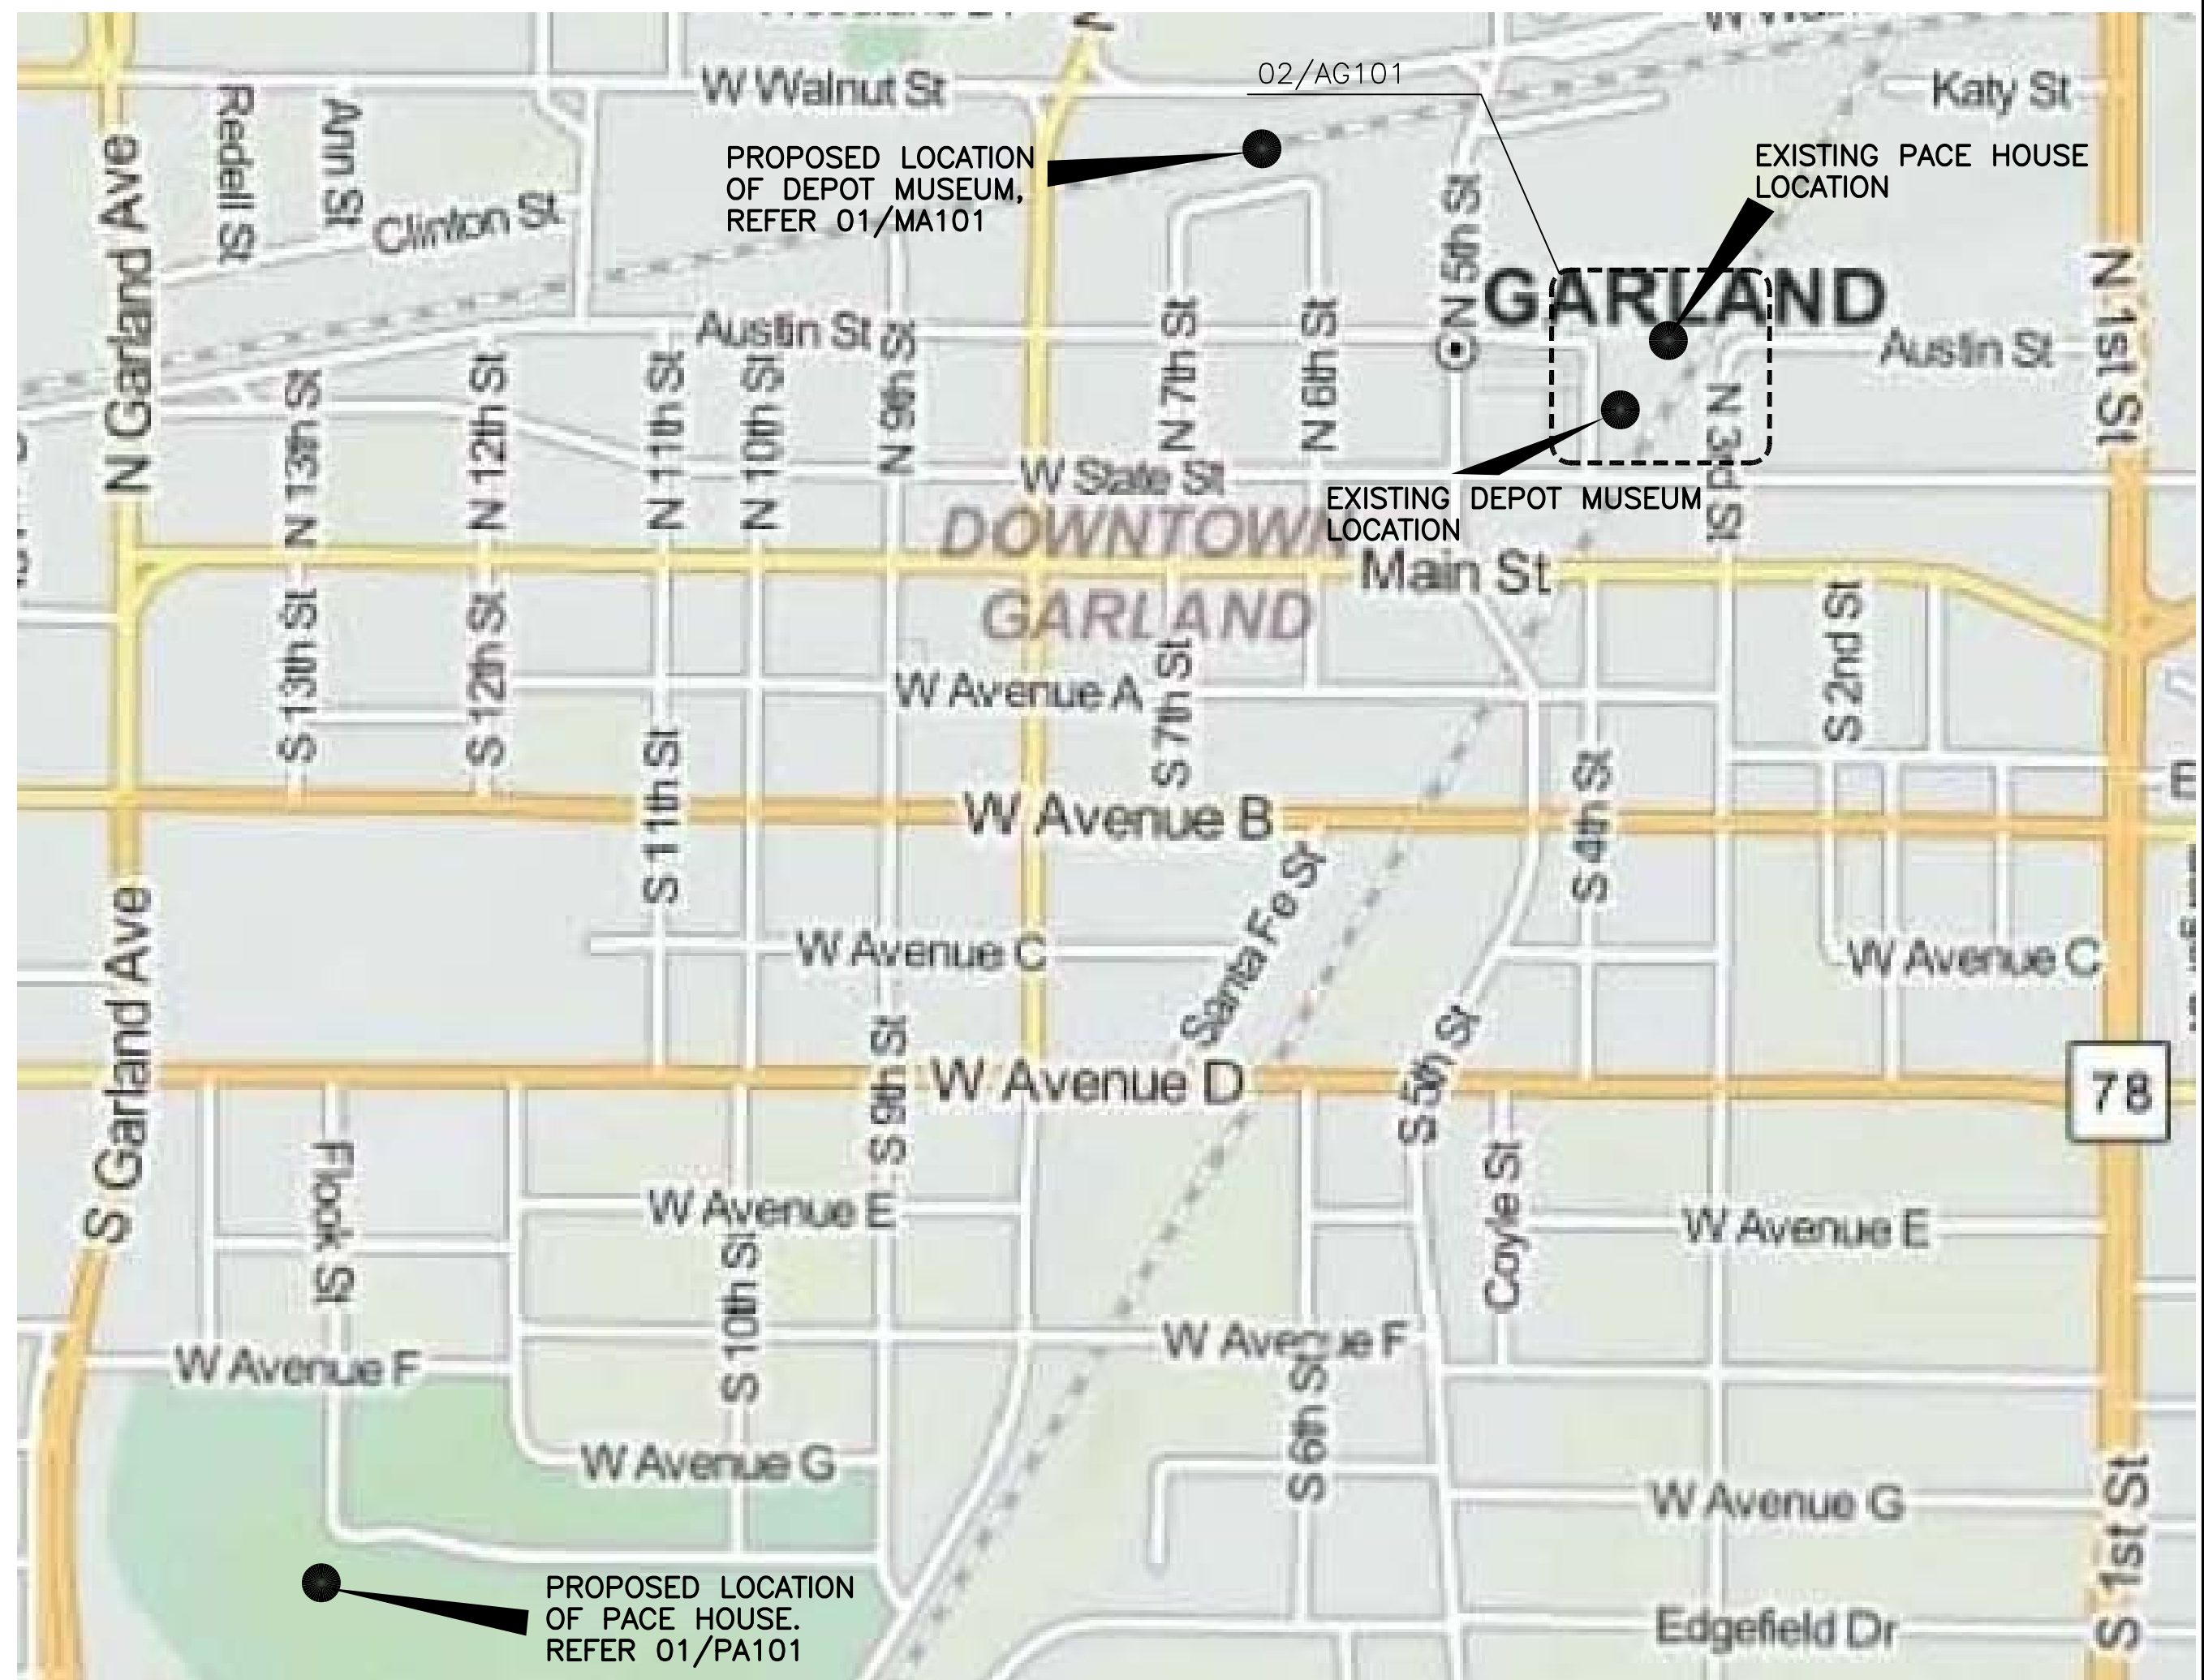 W Walnut St
02/AG101
Katy St
Redell St
Ann St
PROPOSED LOCATION
OF DEPOT MUSEUM,
REFER 01/MA101
EXISTING PACE HOUSE
LOCATION
Clinton St
N Garland Ave
N 5th St
GARLAND
N 1st St
Austin St
Austin St
N 13th St
N 12th St
N 11th St
N 10th St
N 9th St
N 7th St
N 6th St
N 3rd St
W State St
EXISTING DEPOT MUSEUM
LOCATION
DOWNTOWN
GARLAND
Main St
S 13th St
S 12th St
S 2nd St
W Avenue A
S 7th St
S 11th St
S 4th St
W Avenue B
Santa Fe St
W Avenue C
W Avenue C
S Garland Ave
S 9th St
S 5th St
W Avenue D
78
Flook St
Coyle St
W Avenue E
W Avenue E
S 10th St
W Avenue F
W Avenue F
S 6th St
W Avenue G
W Avenue G
S 1st St
PROPOSED LOCATION
OF PACE HOUSE.
REFER 01/PA101
Edgefield Dr